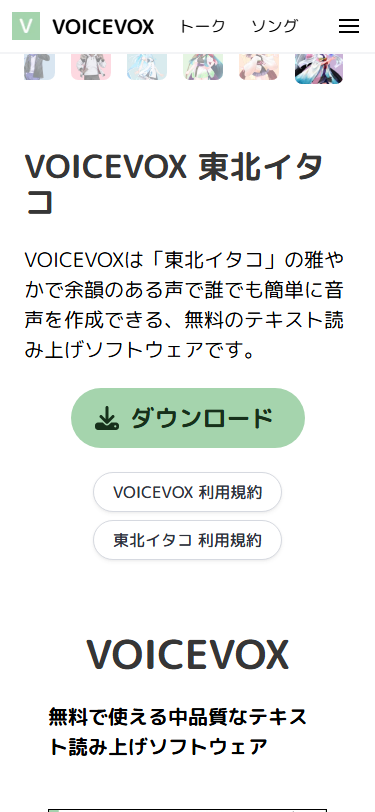 V VOICEVOX トーク ソング
VOICEVOX 東北イタ
コ
VOICEVOXは「東北イタコ」の雅や
かで余韻のある声で誰でも簡単に音
声を作成できる、無料のテキスト読
み上げソフトウェアです。
ダウンロード
VOICEVOX 利用規約
東北イタコ 利用規約
VOICEVOX
無料で使える中品質なテキス
ト読み上げソフトウェア